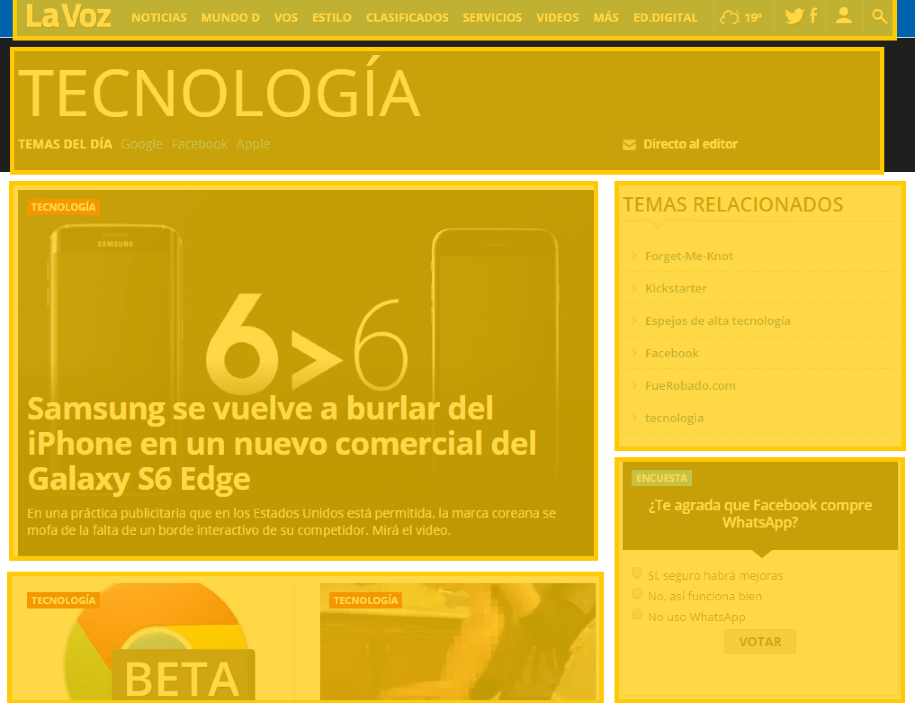 LaVoz NOTICIAS MUNDO D VOS ESTILO CLASIFICADOS SERVICIOS VIDEOS MÁS ED.DIGITAL 19º
TECNOLOGÍA
TEMAS DEL DÍA Google Facebook Apple
Directo al editor
TECNOLOGÍA
SAMSUNG
6>6
Samsung se vuelve a burlar del
iPhone en un nuevo comercial del
Galaxy S6 Edge
En una práctica publicitaria que en los Estados Unidos está permitida, la marca coreana se
mofa de la falta de un borde interactivo de su competidor. Mirá el video.
TEMAS RELACIONADOS
Forget-Me-Knot
Kickstarter
Espejos de alta tecnología
Facebook
FueRobado.com
tecnologia
ENCUESTA
¿Te agrada que Facebook compre
WhatsApp?
Sí, seguro habrá mejoras
No, así funciona bien
No uso WhatsApp
VOTAR
TECNOLOGÍA
BETA
TECNOLOGÍA